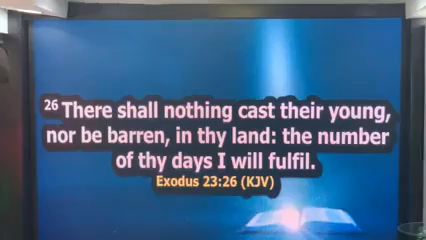 26 There shall nothing cast their young,
nor be barren, in thy land: the number
of thy days I will fulfil.
Exodus 23:26 (KJV)